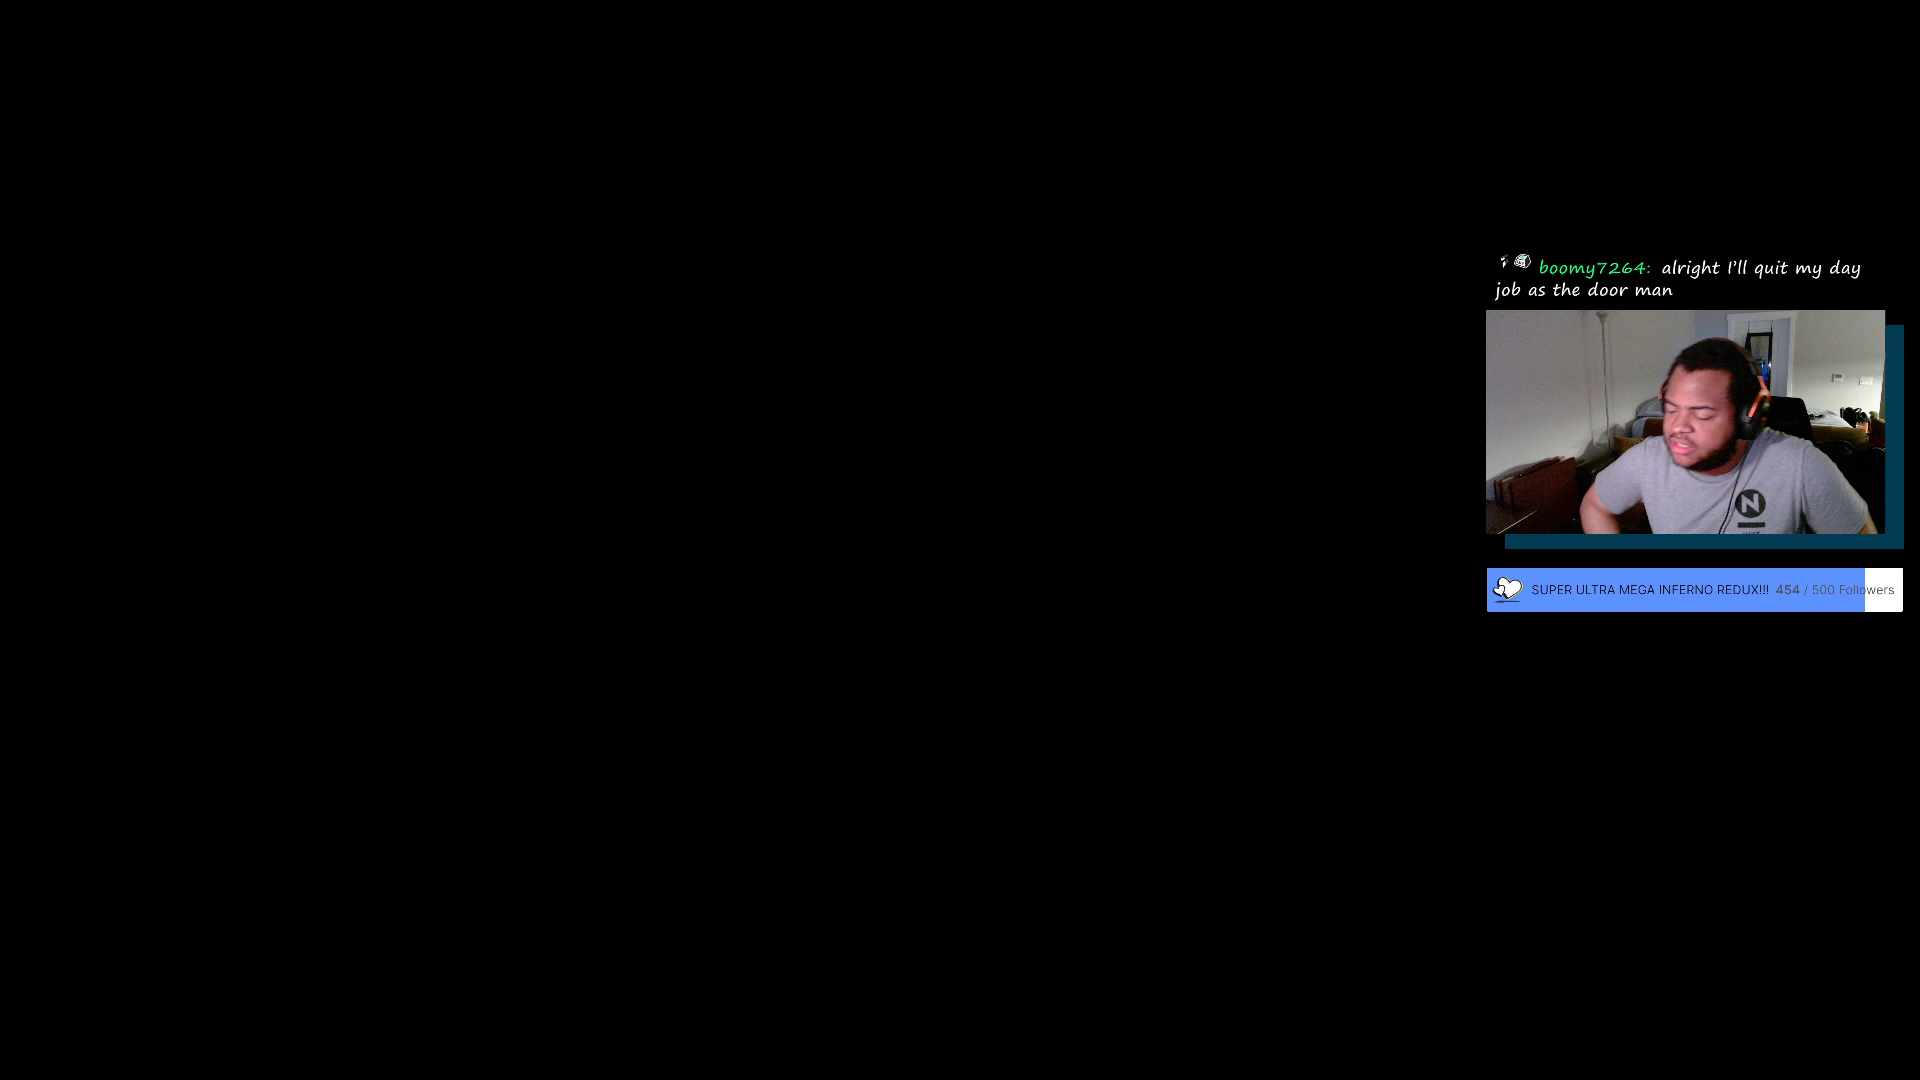 boomy7264: alright I'll quit my day
job as the door man
N
SUPER ULTRA MEGA INFERNO REDUX!!! 454 / 500 Followers